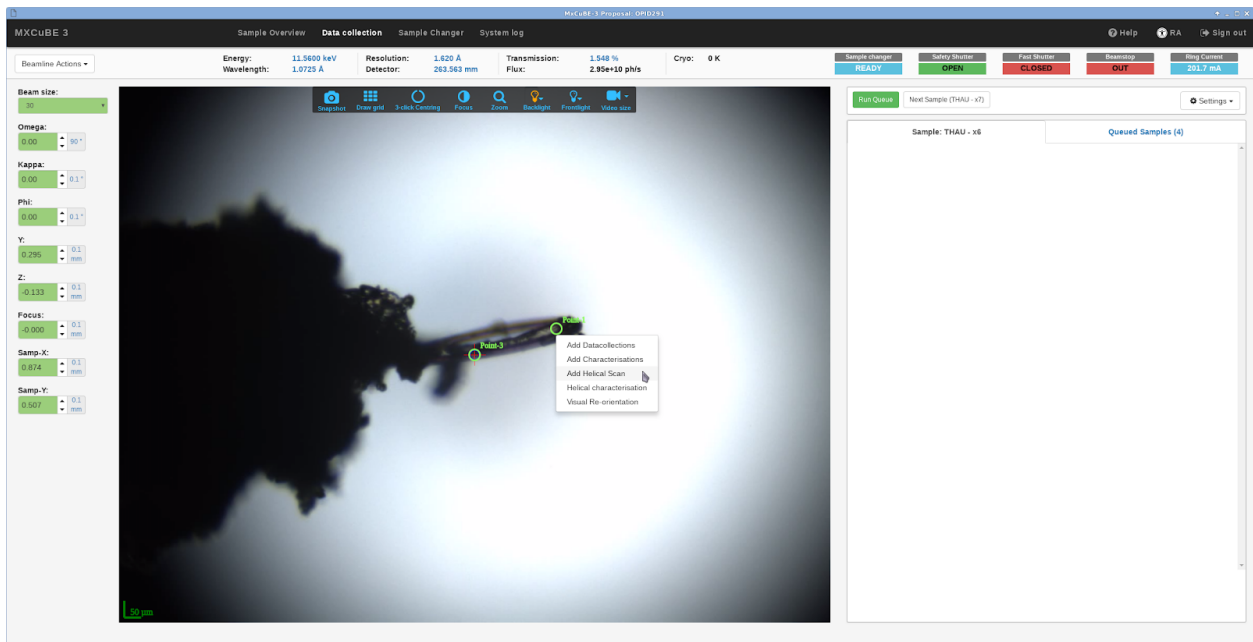 MxCuBE-3 Proposal: OPID291
MXCuBE 3 Sample Overview Data collection Sample Changer System log Help RA Sign out
Beamline Actions
Energy: 11.5600 keV Resolution: 1.620 Å Transmission: 1.548 % Cryo: 0 K
Wavelength: 1.0725 Å Detector: 263.563 mm Flux: 2.95e+10 ph/s
Sample changer Safety Shutter Fast Shutter Beamstop Ring Current
READY OPEN CLOSED OUT 201.7 mA
Beam size:
30
Omega:
0.00 90 °
Kappa:
0.00 0.1 °
Phi:
0.00 0.1 °
Y:
0.295 0.1 mm
Z:
-0.133 0.1 mm
Focus:
-0.000 0.1 mm
Samp-X:
0.874 0.1 mm
Samp-Y:
0.507 0.1 mm
Snapshot Draw grid 3-click Centring Focus Zoom Backlight Frontlight Video size
Point-3
Add Datacollections
Add Characterisations
Add Helical Scan
Helical characterisation
Visual Re-orientation
50 µm
Run Queue Next Sample (THAU - x7) Settings
Sample: THAU - x6 Queued Samples (4)